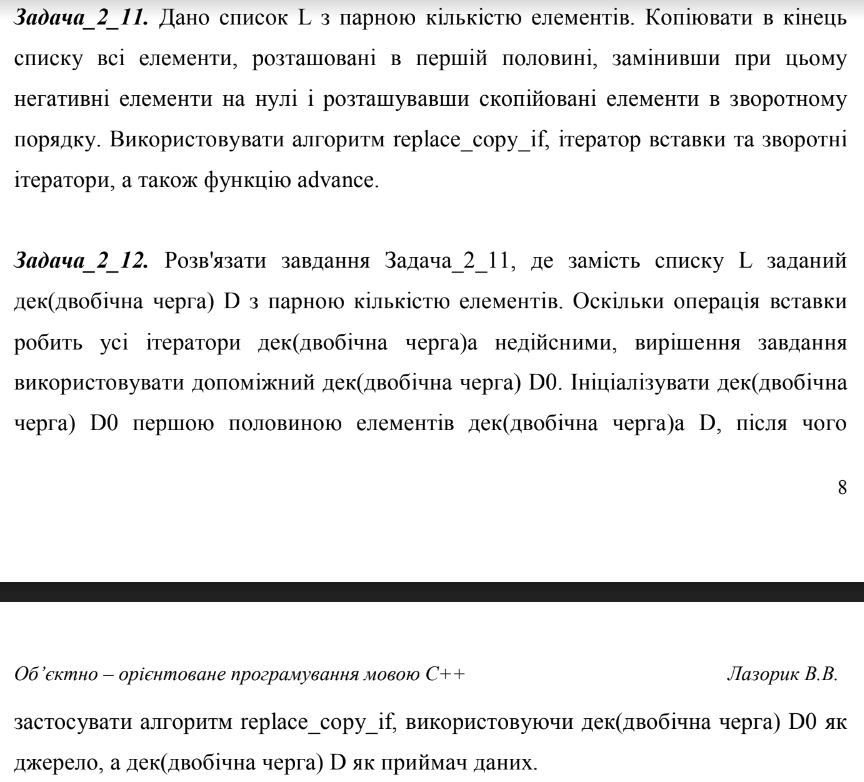 Задача_2_11. Дано список L з парною кількістю елементів. Копіювати в кінець
списку всі елементи, розташовані в першій половині, замінивши при цьому
негативні елементи на нулі і розташувавши скопійовані елементи в зворотному
порядку. Використовувати алгоритм replace_copy_if, ітератор вставки та зворотні
ітератори, а також функцію advance.
Задача_2_12. Розв'язати завдання Задача_2_11, де замість списку L заданий
дек(двобічна черга) D з парною кількістю елементів. Оскільки операція вставки
робить усі ітератори дек(двобічна черга)а недійсними, вирішення завдання
використовувати допоміжний дек(двобічна черга) D0. Ініціалізувати дек(двобічна
черга) D0 першою половиною елементів дек(двобічна черга)а D, після чого
8
Об’єктно – орієнтоване програмування мовою C++ Лазорик В.В.
застосувати алгоритм replace_copy_if, використовуючи дек(двобічна черга) D0 як
джерело, а дек(двобічна черга) D як приймач даних.